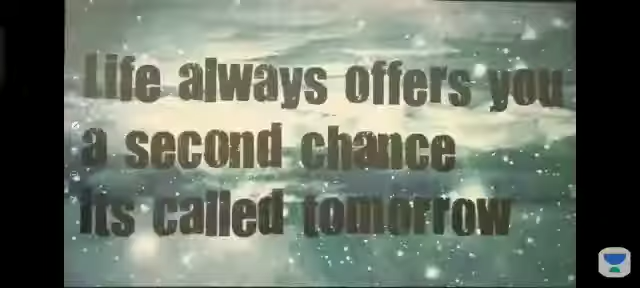 Life always offers you
a second chance
its called tomorrow